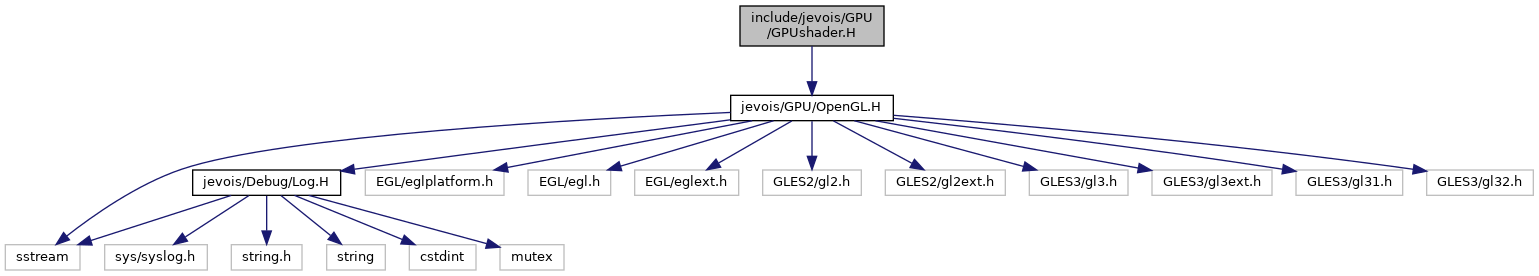 include/jevois/GPU
/GPUshader.H
jevois/GPU/OpenGL.H
jevois/Debug/Log.H
EGL/eglplatform.h
EGL/egl.h
EGL/eglext.h
GLES2/gl2.h
GLES2/gl2ext.h
GLES3/gl3.h
GLES3/gl3ext.h
GLES3/gl31.h
GLES3/gl32.h
sstream
sys/syslog.h
string.h
string
cstdint
mutex